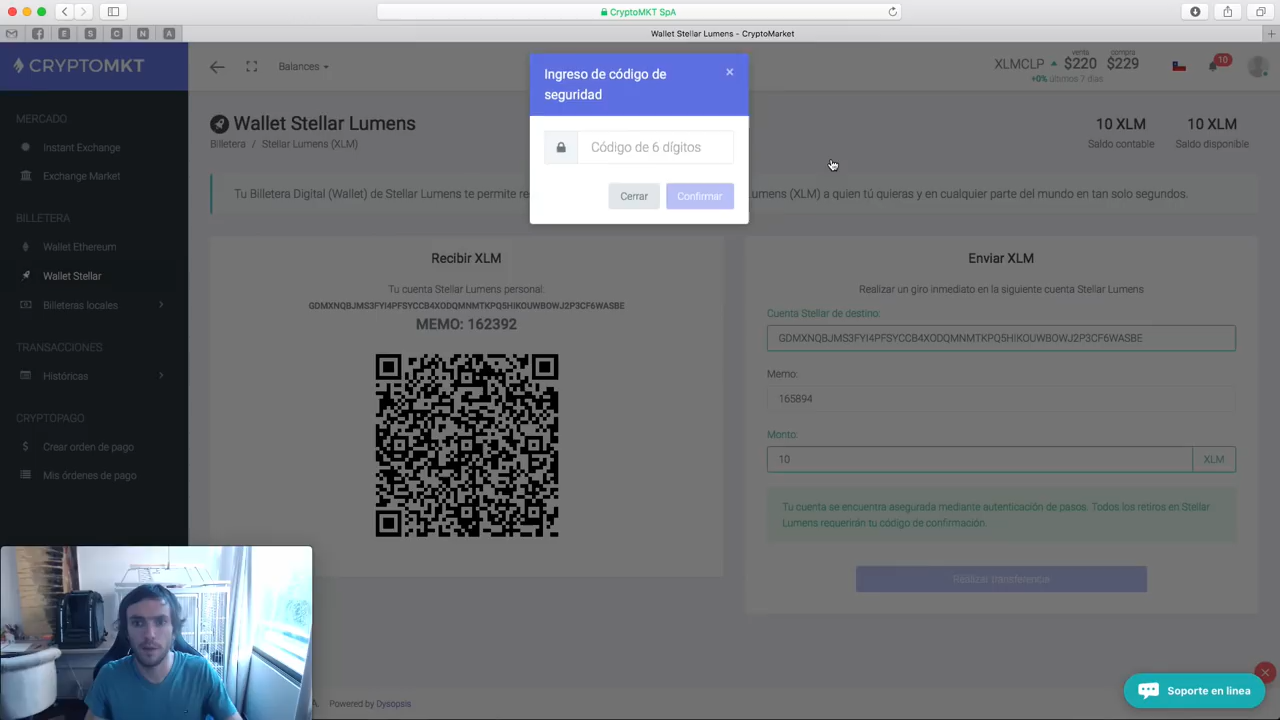 CryptoMKT SpA
Wallet Stellar Lumens - CryptoMarket
CRYPTOMKT
Balances
XLMCLP
venta
$220
compra
$229
+0% últimos 7 días
10
MERCADO
Instant Exchange
Exchange Market
BILLETERA
Wallet Ethereum
Wallet Stellar
Billeteras locales
TRANSACCIONES
Históricas
CRYPTOPAGO
Crear orden de pago
Mis órdenes de pago
Wallet Stellar Lumens
Billetera / Stellar Lumens (XLM)
10 XLM
Saldo contable
10 XLM
Saldo disponible
Ingreso de código de
seguridad
×
Código de 6 dígitos
Cerrar
Confirmar
Tu Billetera Digital (Wallet) de Stellar Lumens te permite (XLM) a quien tú quieras y en cualquier parte del mundo en tan solo segundos.
Recibir XLM
Tu cuenta Stellar Lumens personal:
MEMO: 162392
Enviar XLM
Realizar un giro inmediato en la siguiente cuenta Stellar Lumens
Cuenta Stellar de destino:
Memo:
165894
Monto:
10
XLM
Tu cuenta se encuentra asegurada mediante autenticación de pasos. Todos los retiros en Stellar
Lumens requerirán tu código de confirmación.
Realizar transferencia
Powered by Dysopsis
Soporte en linea